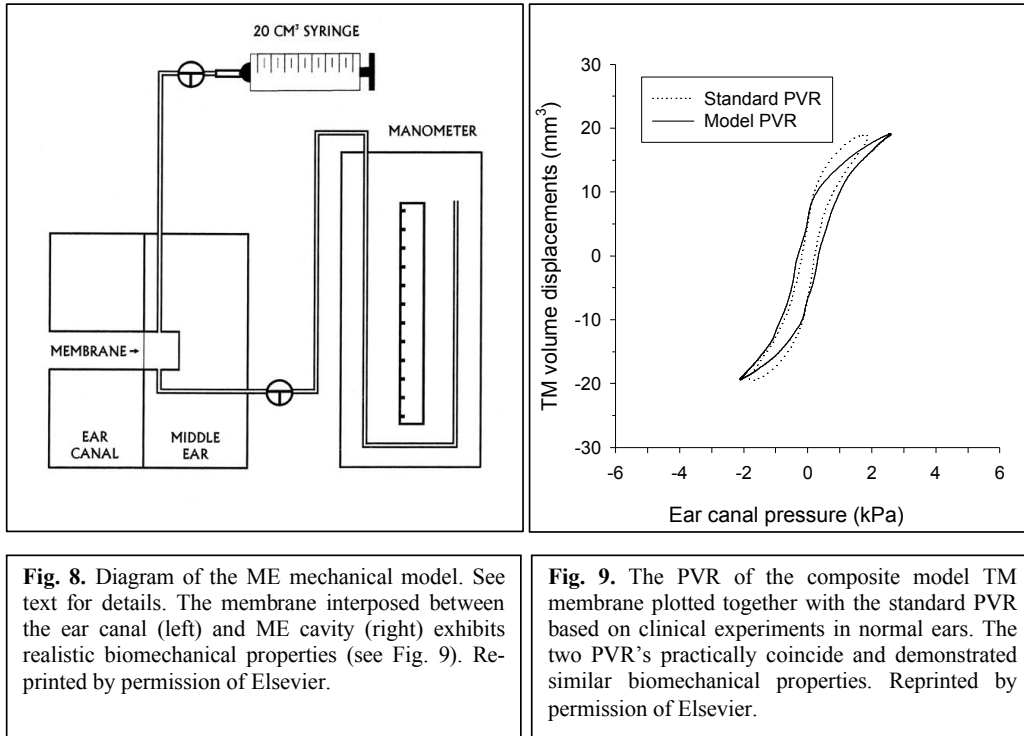 20 CM³ SYRINGE
MANOMETER
MEMBRANE→
EAR
CANAL
MIDDLE
EAR
30
20
10
0
-10
-20
-30
TM volume displacements (mm³)
Standard PVR
Model PVR
-6 -4 -2 0 2 4 6
Ear canal pressure (kPa)
Fig. 8. Diagram of the ME mechanical model. See
text for details. The membrane interposed between
the ear canal (left) and ME cavity (right) exhibits
realistic biomechanical properties (see Fig. 9). Re-
printed by permission of Elsevier.
Fig. 9. The PVR of the composite model TM
membrane plotted together with the standard PVR
based on clinical experiments in normal ears. The
two PVR's practically coincide and demonstrated
similar biomechanical properties. Reprinted by
permission of Elsevier.